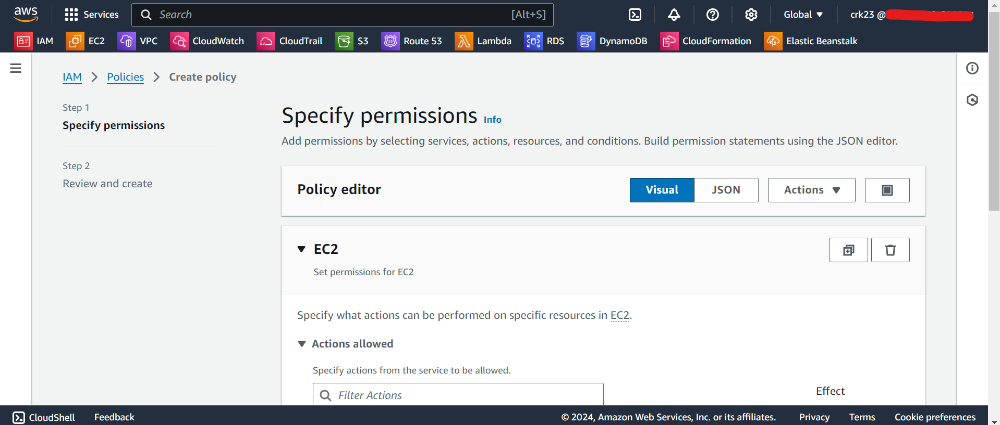 aws Services Search [Alt+S] Global crk23 @
IAM EC2 VPC CloudWatch CloudTrail S3 Route 53 Lambda RDS DynamoDB CloudFormation Elastic Beanstalk
IAM Policies Create policy
Step 1
Specify permissions
Step 2
Review and create
Specify permissions Info
Add permissions by selecting services, actions, resources, and conditions. Build permission statements using the JSON editor.
Policy editor Visual JSON Actions
EC2
Set permissions for EC2
Specify what actions can be performed on specific resources in EC2.
Actions allowed
Specify actions from the service to be allowed.
Filter Actions
Effect
CloudShell Feedback © 2024, Amazon Web Services, Inc. or its affiliates. Privacy Terms Cookie preferences